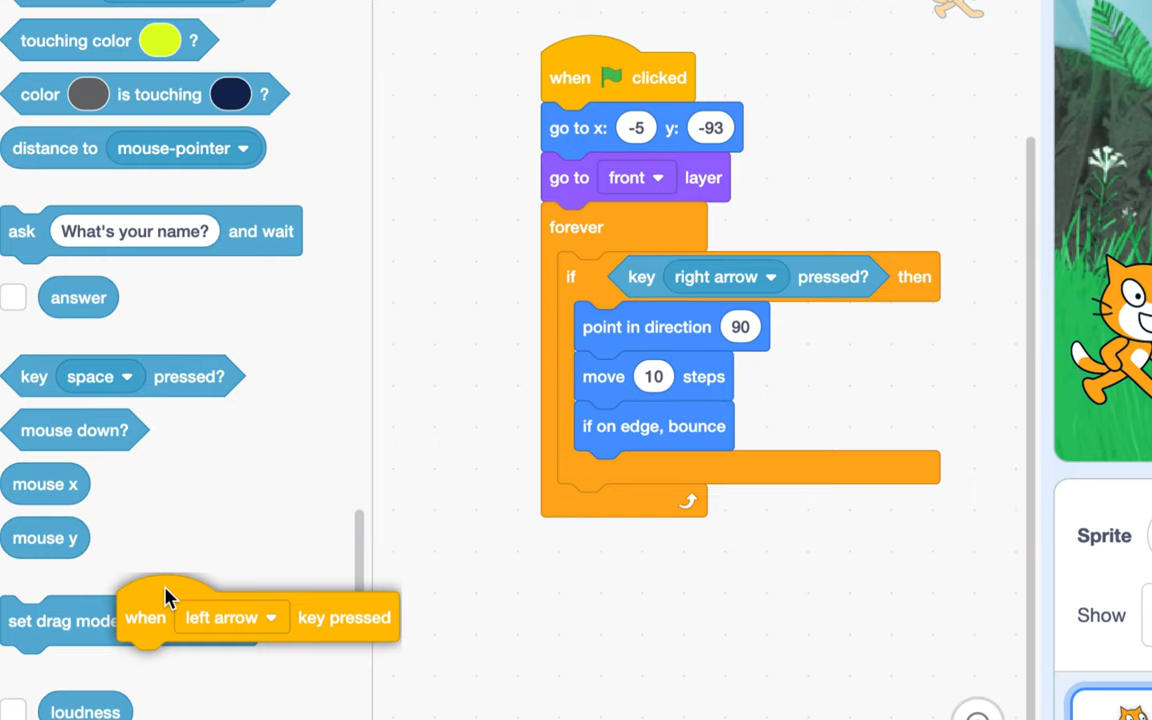 touching color ?
color is touching ?
distance to mouse-pointer
ask What's your name? and wait
answer
key space pressed?
mouse down?
mouse x
mouse y
set drag mode
when left arrow key pressed
loudness
when clicked
go to x: -5 y: -93
go to front layer
forever
if key right arrow pressed? then
point in direction 90
move 10 steps
if on edge, bounce
Sprite
Show